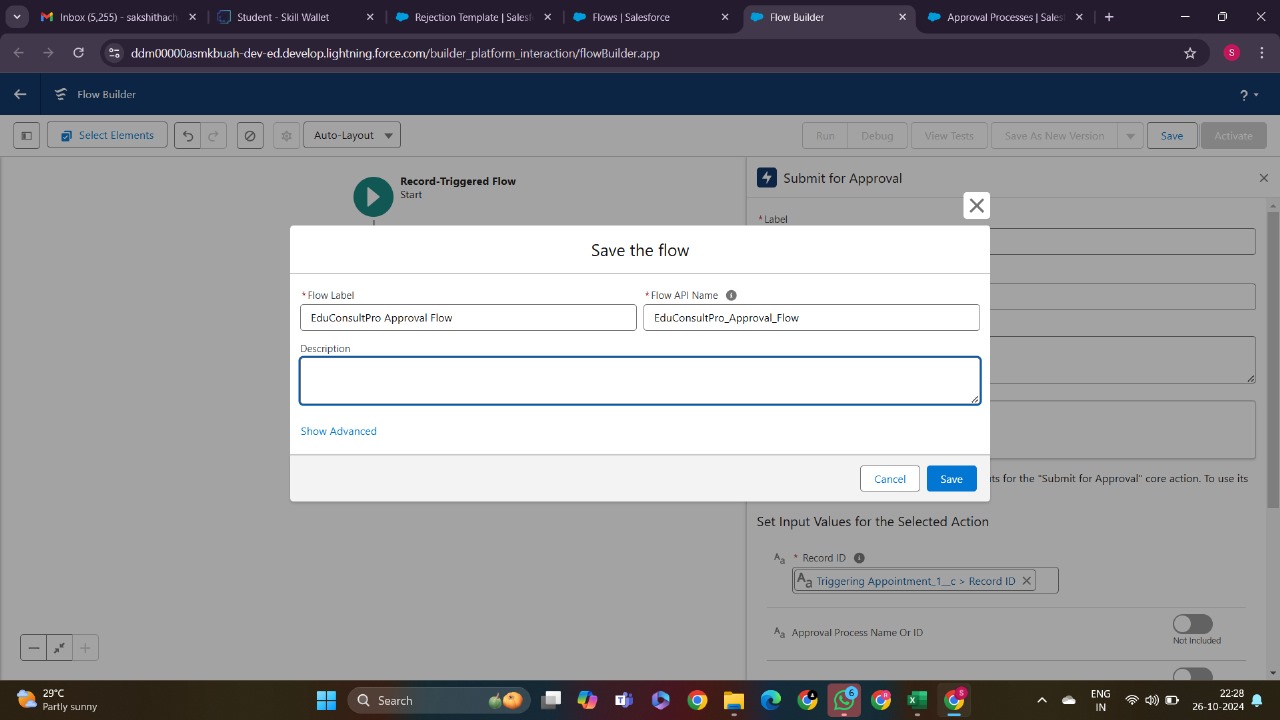 Inbox (5,255) - sakshithach
Student - Skill Wallet
Rejection Template | Salesf
Flows | Salesforce
Flow Builder
Approval Processes | Sales
ddm00000asmkbuah-dev-ed.develop.lightning.force.com/builder_platform_interaction/flowBuilder.app
S
Flow Builder
?
Select Elements
Auto-Layout
Run
Debug
View Tests
Save As New Version
Save
Activate
Record-Triggered Flow
Start
Submit for Approval
* Label
Save the flow
* Flow Label
* Flow API Name
EduConsultPro Approval Flow
EduConsultPro_Approval_Flow
Description
Show Advanced
Cancel
Save
ts for the "Submit for Approval" core action. To use its
Set Input Values for the Selected Action
Aa * Record ID
Aa Triggering Appointment_1__c > Record ID
Aa Approval Process Name Or ID
Not Included
29°C
Partly sunny
Search
6
ENG
IN
22:28
26-10-2024